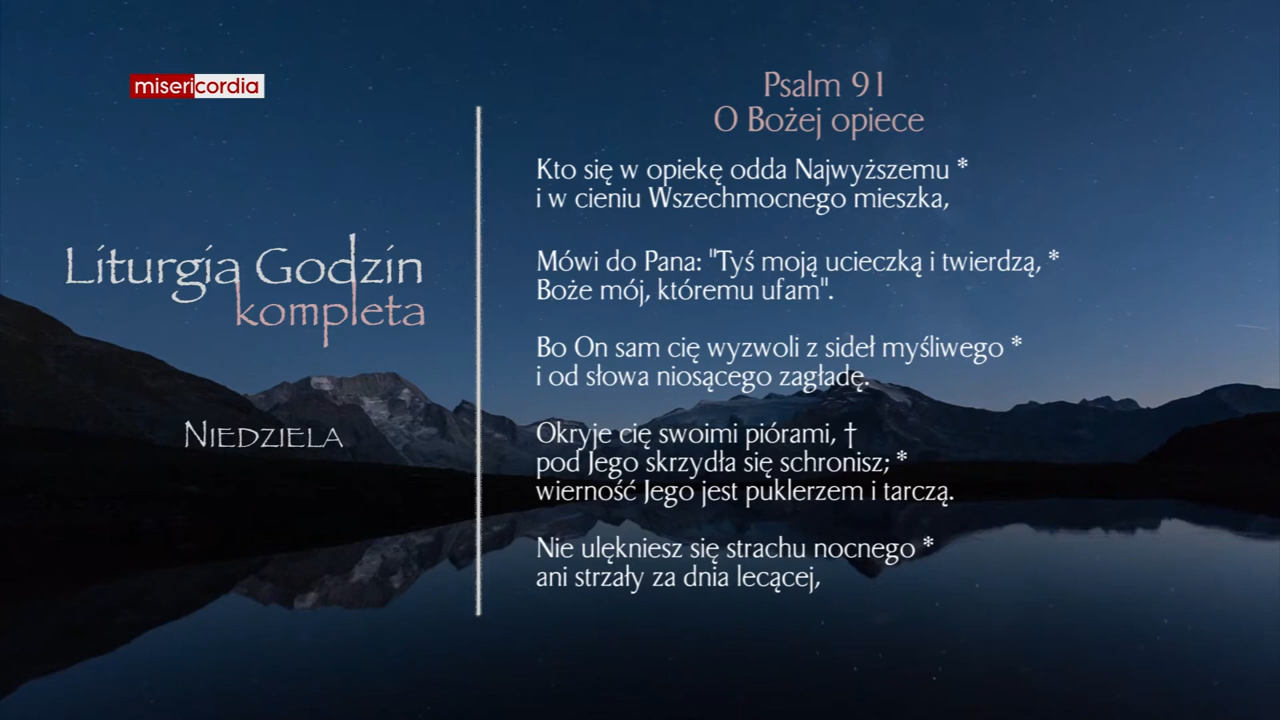 misericordia
Liturgia Godzin
kompleta
Niedziela
Psalm 91
O Bożej opiece
Kto się w opiekę odda Najwyższemu *
i w cieniu Wszechmocnego mieszka,
Mówi do Pana: "Tyś moją ucieczką i twierdzą, *
Boże mój, któremu ufam".
Bo On sam cię wyzwoli z sideł myśliwego *
i od słowa niosącego zagładę.
Okryje cię swoimi piórami, †
pod Jego skrzydła się schronisz; *
wierność Jego jest puklerzem i tarczą.
Nie ulękniesz się strachu nocnego *
ani strzały za dnia lecącej,